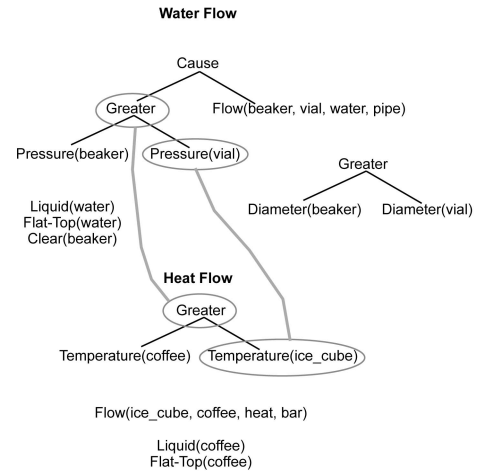 Water Flow
Cause
Greater
Flow(beaker, vial, water, pipe)
Pressure(beaker)
Pressure(vial)
Greater
Diameter(beaker)
Diameter(vial)
Liquid(water)
Flat-Top(water)
Clear(beaker)
Heat Flow
Greater
Temperature(coffee)
Temperature(ice_cube)
Flow(ice_cube, coffee, heat, bar)
Liquid(coffee)
Flat-Top(coffee)